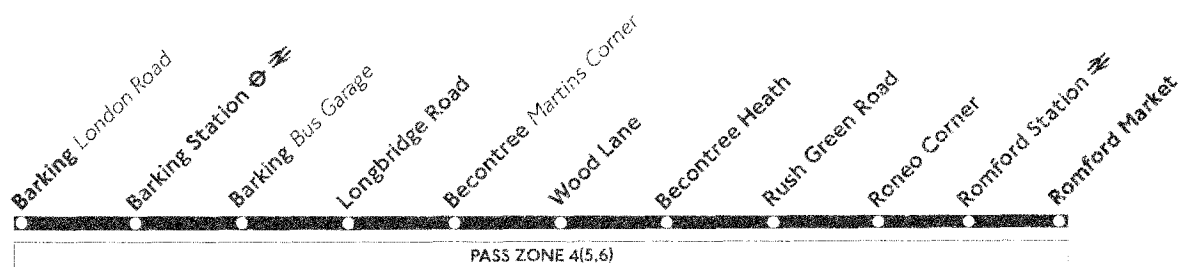 Barking London Road
Barking Station
Barking Bus Garage
Longbridge Road
Becontree Martins Corner
Wood Lane
Becontree Heath
Rush Green Road
Roneo Corner
Romford Station
Romford Market
PASS ZONE 4(5,6)